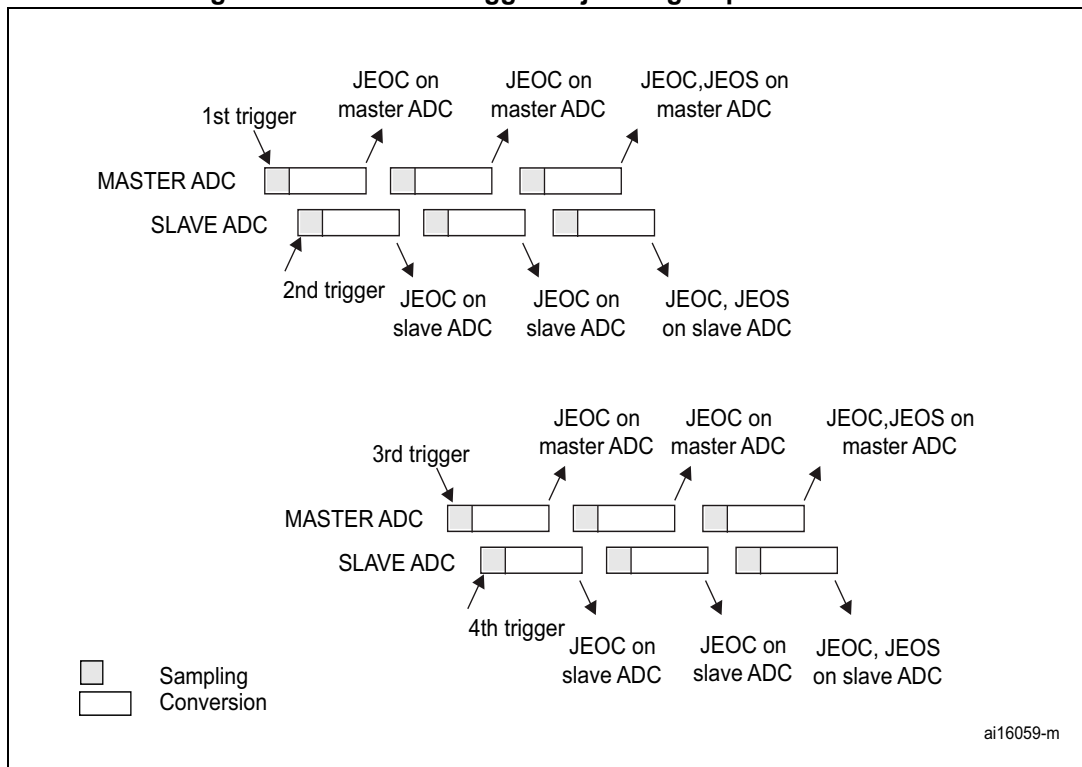 JEOC on
master ADC
JEOC on
master ADC
JEOC,JEOS on
master ADC
1st trigger
MASTER ADC
SLAVE ADC
2nd trigger
JEOC on
slave ADC
JEOC on
slave ADC
JEOC, JEOS
on slave ADC
JEOC on
master ADC
JEOC on
master ADC
JEOC,JEOS on
master ADC
3rd trigger
MASTER ADC
SLAVE ADC
4th trigger
JEOC on
slave ADC
JEOC on
slave ADC
JEOC, JEOS
on slave ADC
Sampling
Conversion
ai16059-m